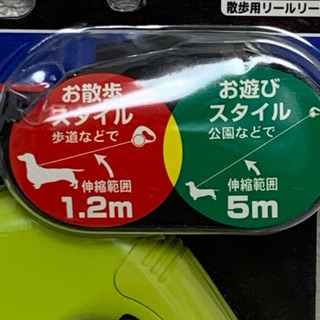 散歩用リールリー
お散歩
スタイル
歩道などで
伸縮範囲
1.2m
お遊び
スタイル
公園などで
伸縮範囲
5m